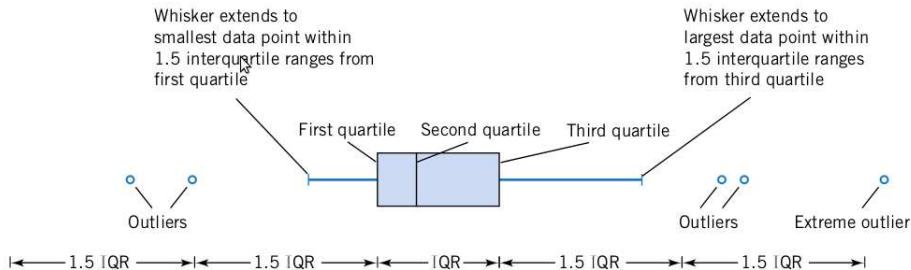 Whisker extends to
smallest data point within
1.5 interquartile ranges from
first quartile
Whisker extends to
largest data point within
1.5 interquartile ranges
from third quartile
First quartile
Second quartile
Third quartile
Outliers
Outliers
Extreme outlier
1.5 IQR
1.5 IQR
IQR
1.5 IQR
1.5 IQR